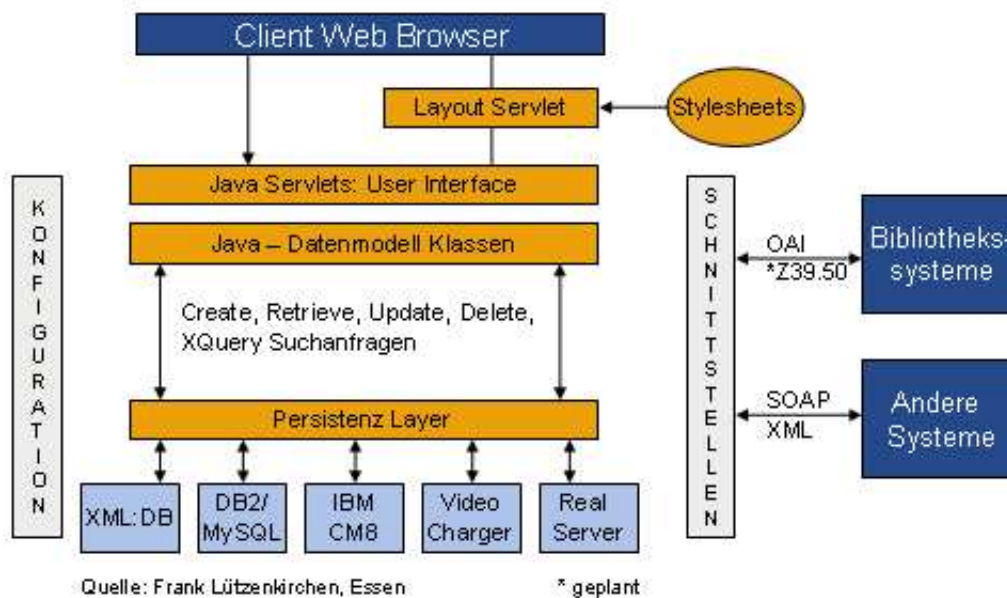 Client Web Browser
Layout Servlet
Stylesheets
Java Servlets: User Interface
Java – Datenmodell Klassen
KONFIGURATION
Create, Retrieve, Update, Delete,
XQuery Suchanfragen
Persistenz Layer
XML:DB
DB2/
MySQL
IBM
CM8
Video
Charger
Real
Server
SCHNITTSTELLEN
OAI
*Z39.50
Bibliotheks-
systeme
SOAP
XML
Andere
Systeme
Quelle: Frank Lützenkirchen, Essen
* geplant